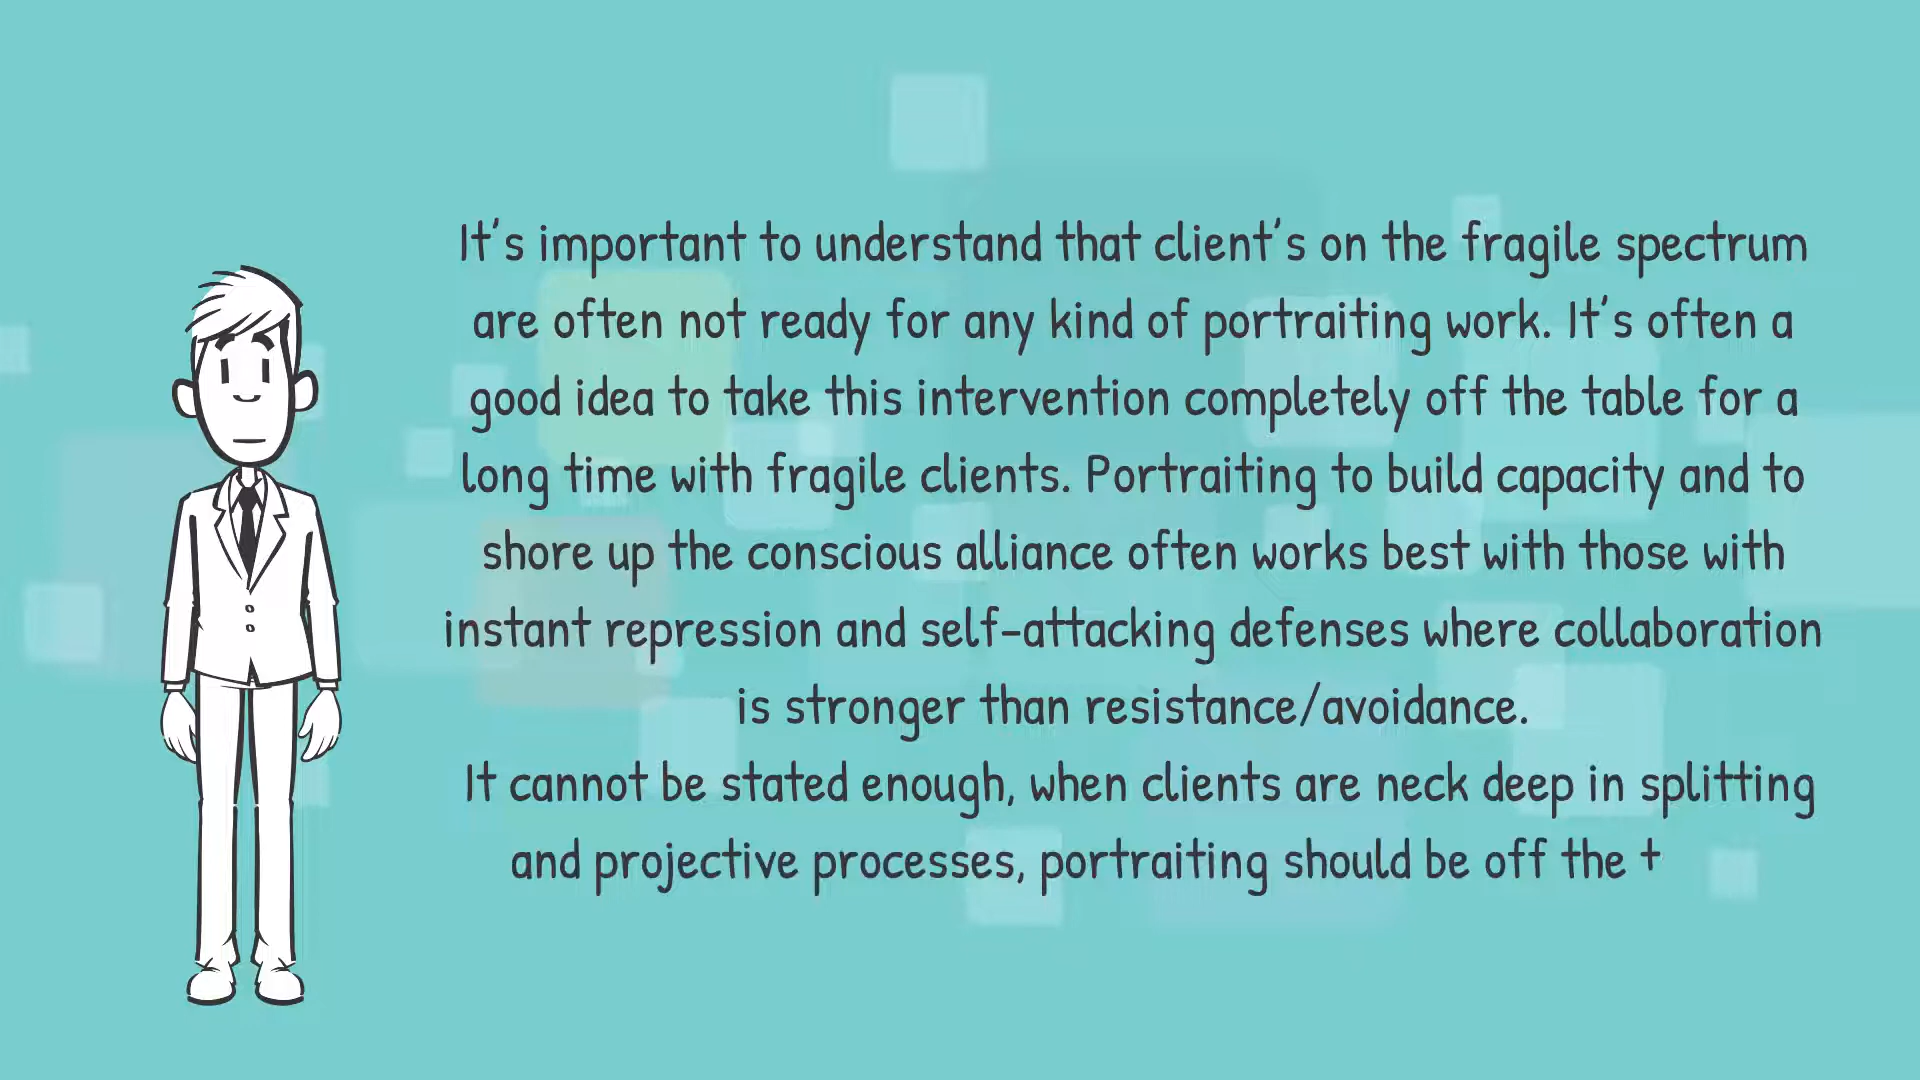 It's important to understand that client's on the fragile spectrum
are often not ready for any kind of portraiting work. It's often a
good idea to take this intervention completely off the table for a
long time with fragile clients. Portraiting to build capacity and to
shore up the conscious alliance often works best with those with
instant repression and self-attacking defenses where collaboration
is stronger than resistance/avoidance.
It cannot be stated enough, when clients are neck deep in splitting
and projective processes, portraiting should be off the t